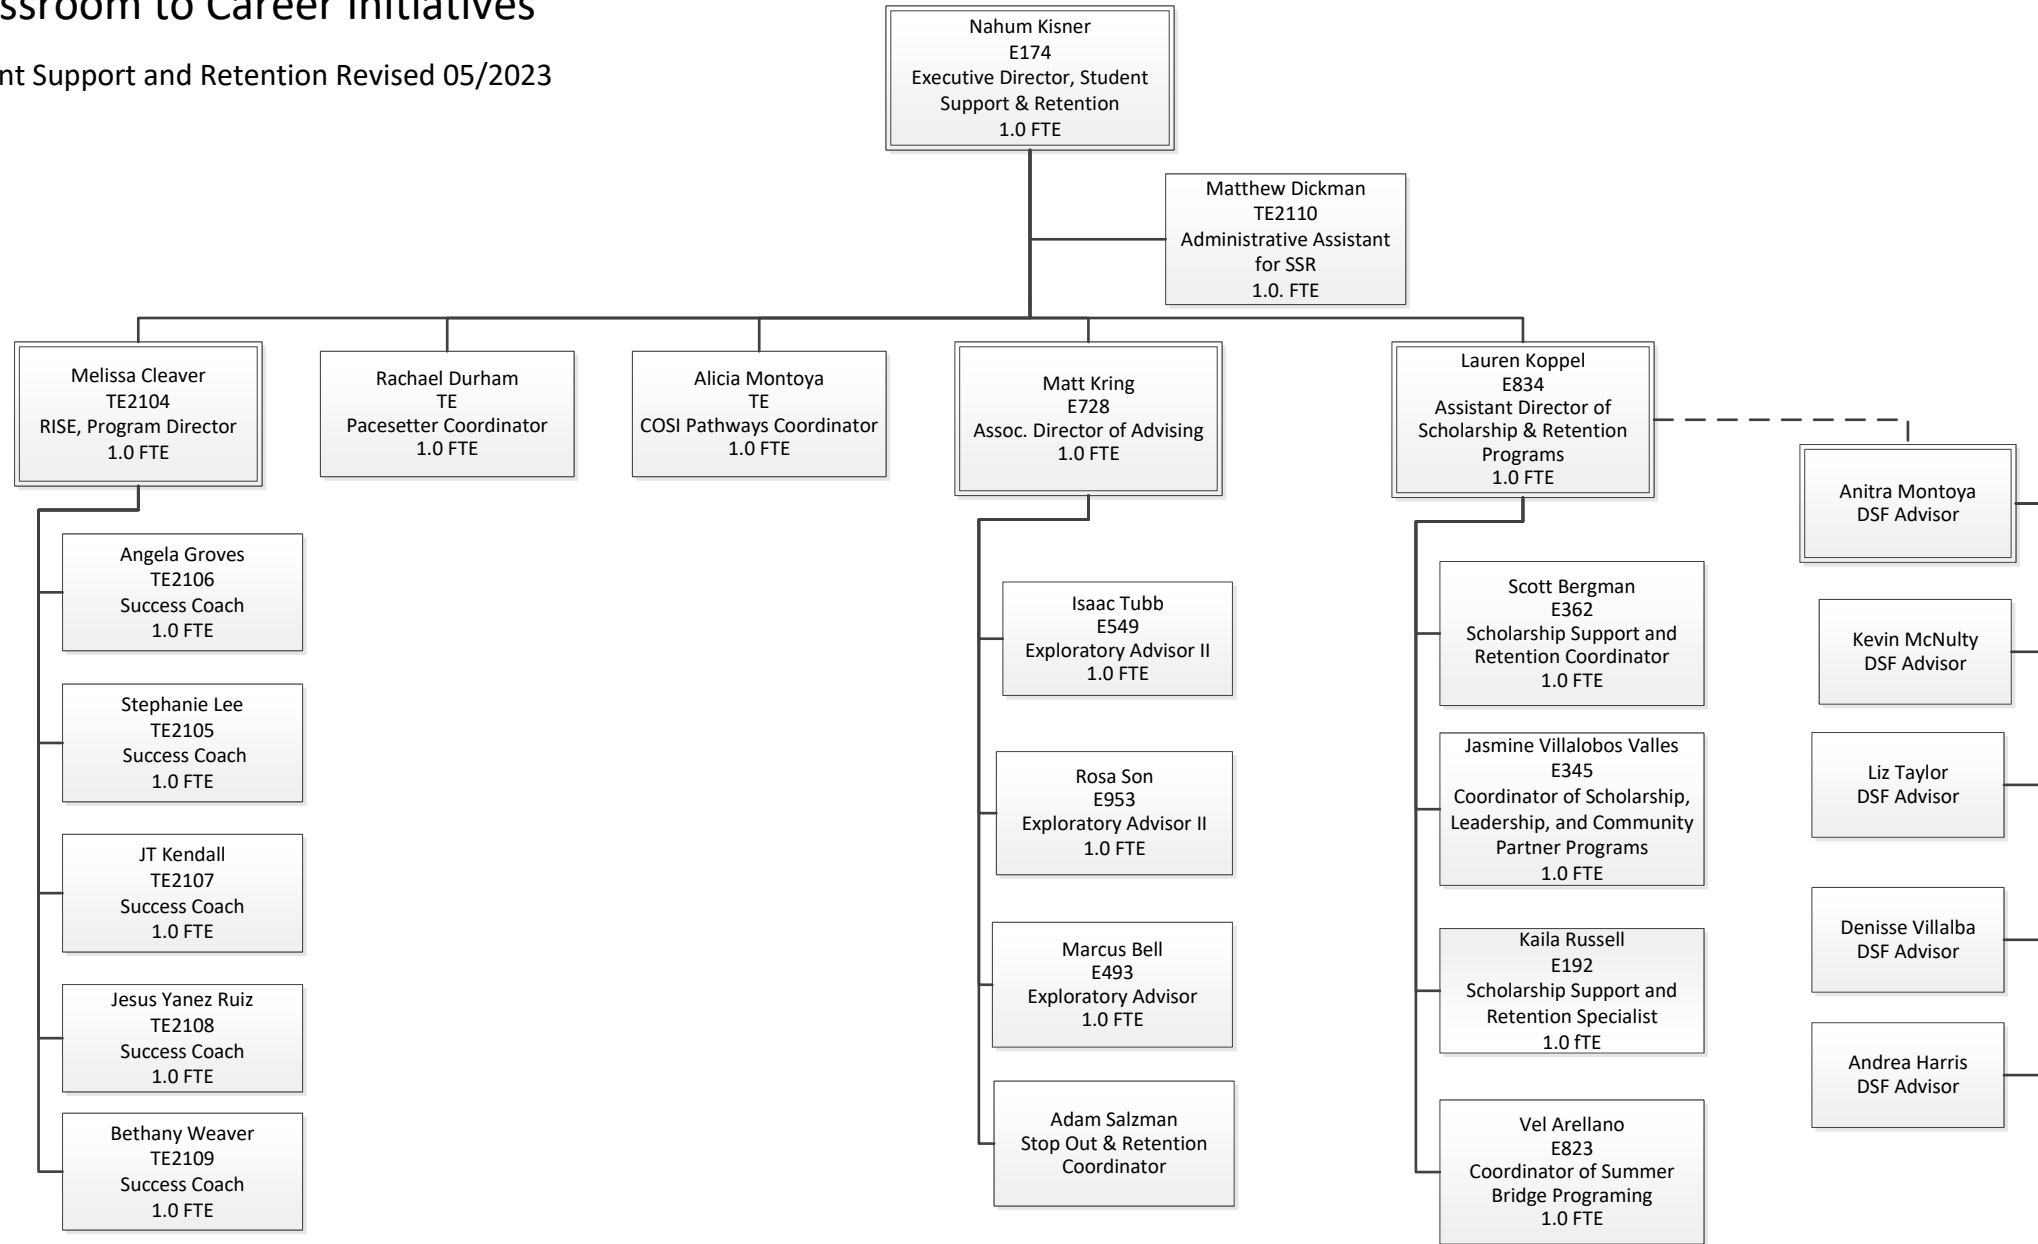 ssroom to Career Initiatives
nt Support and Retention Revised 05/2023
Nahum Kisner
E174
Executive Director, Student
Support & Retention
1.0 FTE
Matthew Dickman
TE2110
Administrative Assistant
for SSR
1.0. FTE
Melissa Cleaver
TE2104
RISE, Program Director
1.0 FTE
Rachael Durham
TE
Pacesetter Coordinator
1.0 FTE
Alicia Montoya
TE
COSI Pathways Coordinator
1.0 FTE
Matt Kring
E728
Assoc. Director of Advising
1.0 FTE
Lauren Koppel
E834
Assistant Director of
Scholarship & Retention
Programs
1.0 FTE
Anitra Montoya
DSF Advisor
Angela Groves
TE2106
Success Coach
1.0 FTE
Stephanie Lee
TE2105
Success Coach
1.0 FTE
JT Kendall
TE2107
Success Coach
1.0 FTE
Jesus Yanez Ruiz
TE2108
Success Coach
1.0 FTE
Bethany Weaver
TE2109
Success Coach
1.0 FTE
Isaac Tubb
E549
Exploratory Advisor II
1.0 FTE
Rosa Son
E953
Exploratory Advisor II
1.0 FTE
Marcus Bell
E493
Exploratory Advisor
1.0 FTE
Adam Salzman
Stop Out & Retention
Coordinator
Scott Bergman
E362
Scholarship Support and
Retention Coordinator
1.0 FTE
Jasmine Villalobos Valles
E345
Coordinator of Scholarship,
Leadership, and Community
Partner Programs
1.0 FTE
Kaila Russell
E192
Scholarship Support and
Retention Specialist
1.0 fTE
Vel Arellano
E823
Coordinator of Summer
Bridge Programing
1.0 FTE
Kevin McNulty
DSF Advisor
Liz Taylor
DSF Advisor
Denisse Villalba
DSF Advisor
Andrea Harris
DSF Advisor